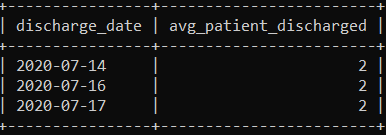 +----------------+------------------------+
| discharge_date | avg_patient_discharged |
+----------------+------------------------+
| 2020-07-14     |                      2 |
| 2020-07-16     |                      2 |
| 2020-07-17     |                      2 |
+----------------+------------------------+